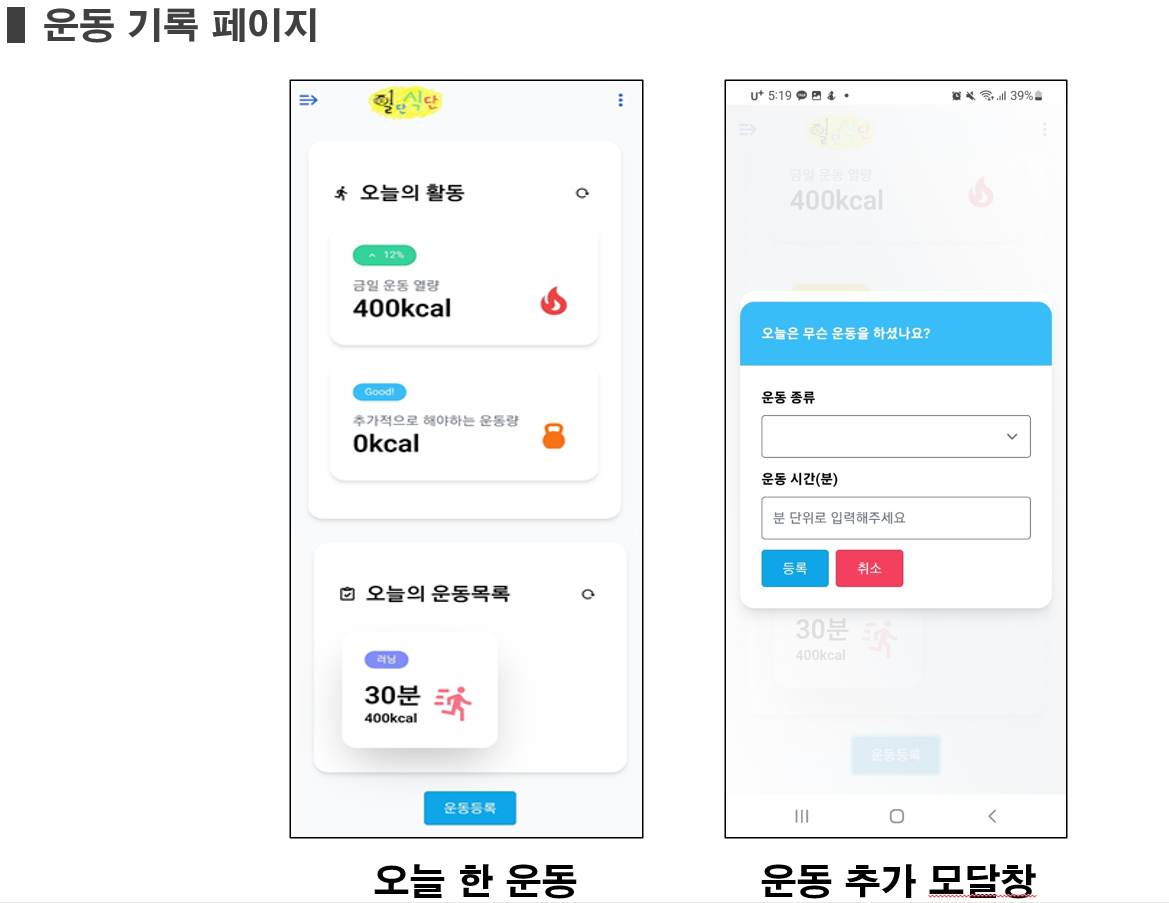 운동 기록 페이지
헐단식단
오늘의 활동
12%
금일 운동 열량
400kcal
Good!
추가적으로 해야하는 운동량
0kcal
오늘의 운동목록
러닝
30분
400kcal
운동등록
오늘 한 운동
U+ 5:19
39%
금일 운동 열량
400kcal
오늘은 무슨 운동을 하셨나요?
운동 종류
운동 시간(분)
분 단위로 입력해주세요
등록 취소
30분
400kcal
운동등록
운동 추가 모달창